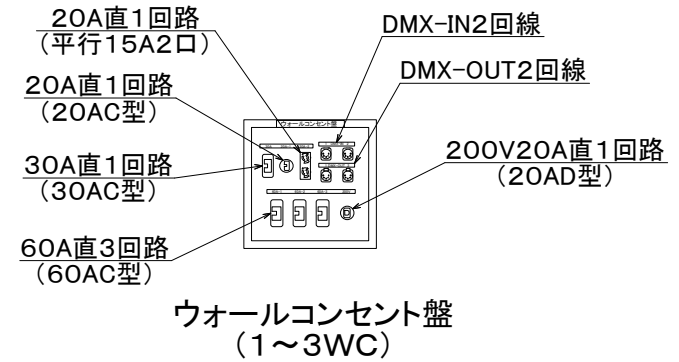 20A直1回路
（平行15A2口）
20A直1回路
（20AC型）
30A直1回路
（30AC型）
60A直3回路
（60AC型）
DMX-IN2回線
DMX-OUT2回線
200V20A直1回路
（20AD型）
ウォールコンセント盤
ウォールコンセント盤
（1～3WC）